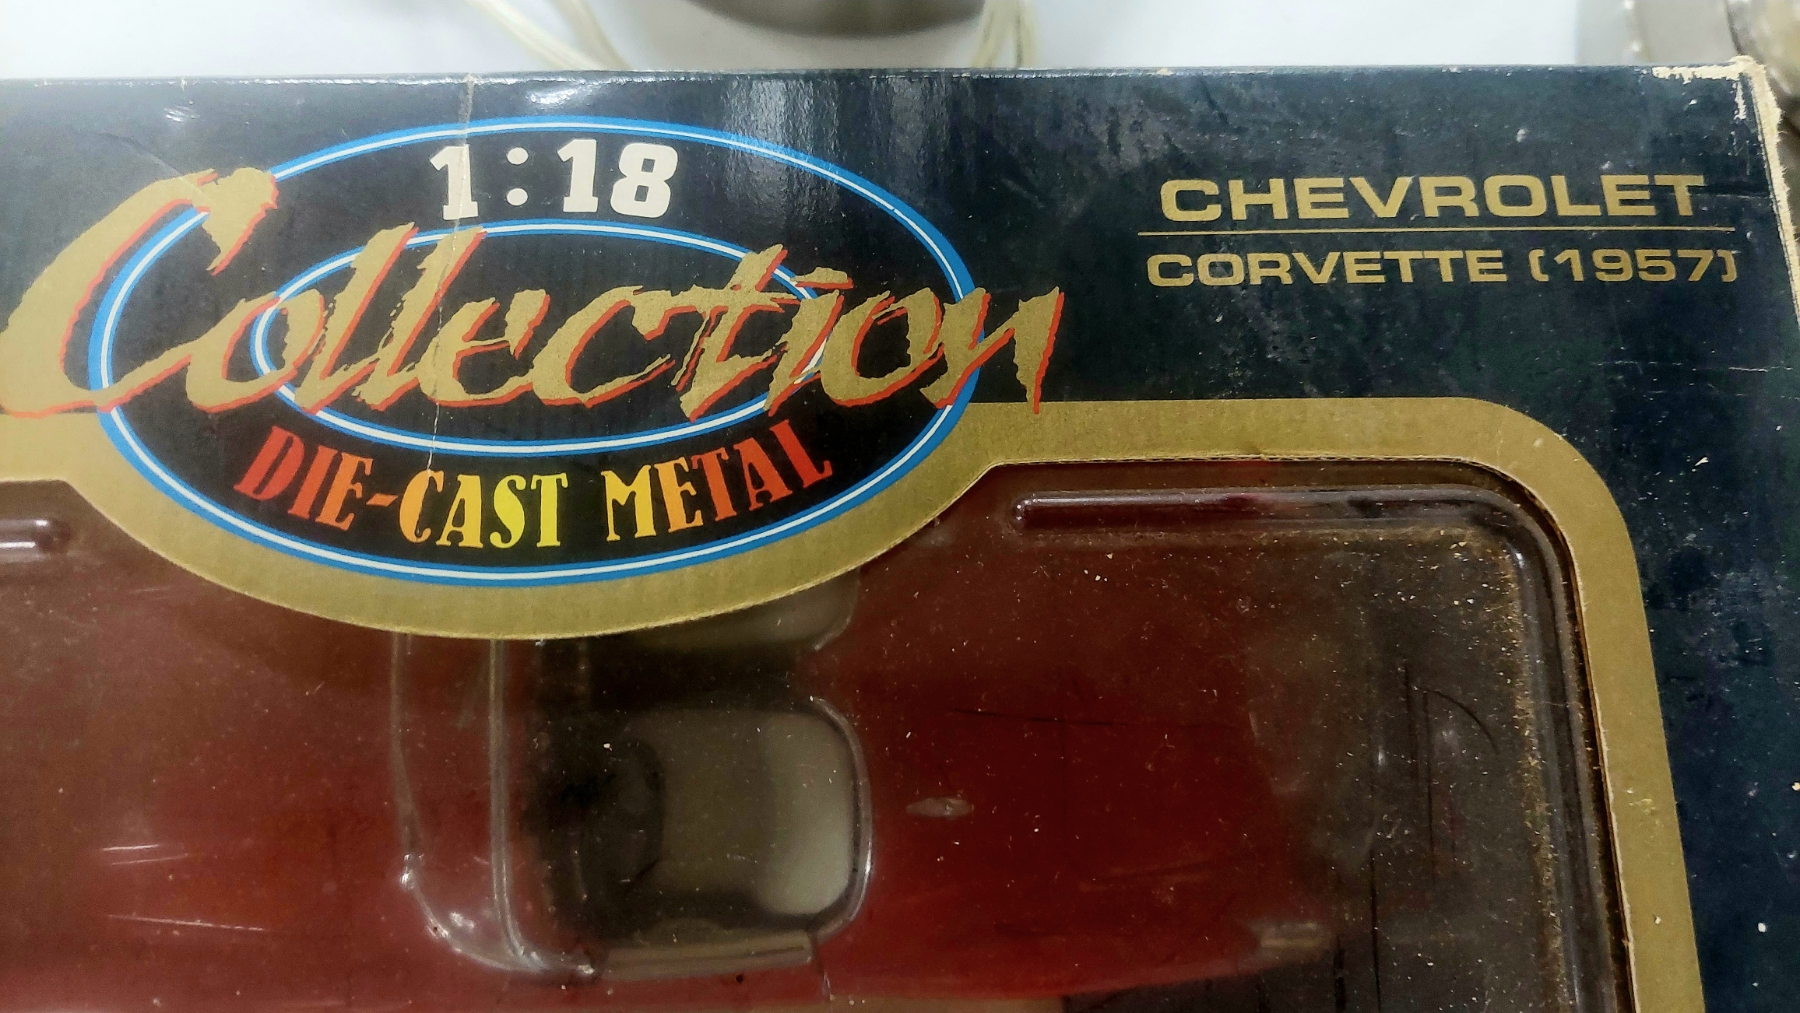 1:18
Collection
DIE-CAST METAL
CHEVROLET
CORVETTE (1957)